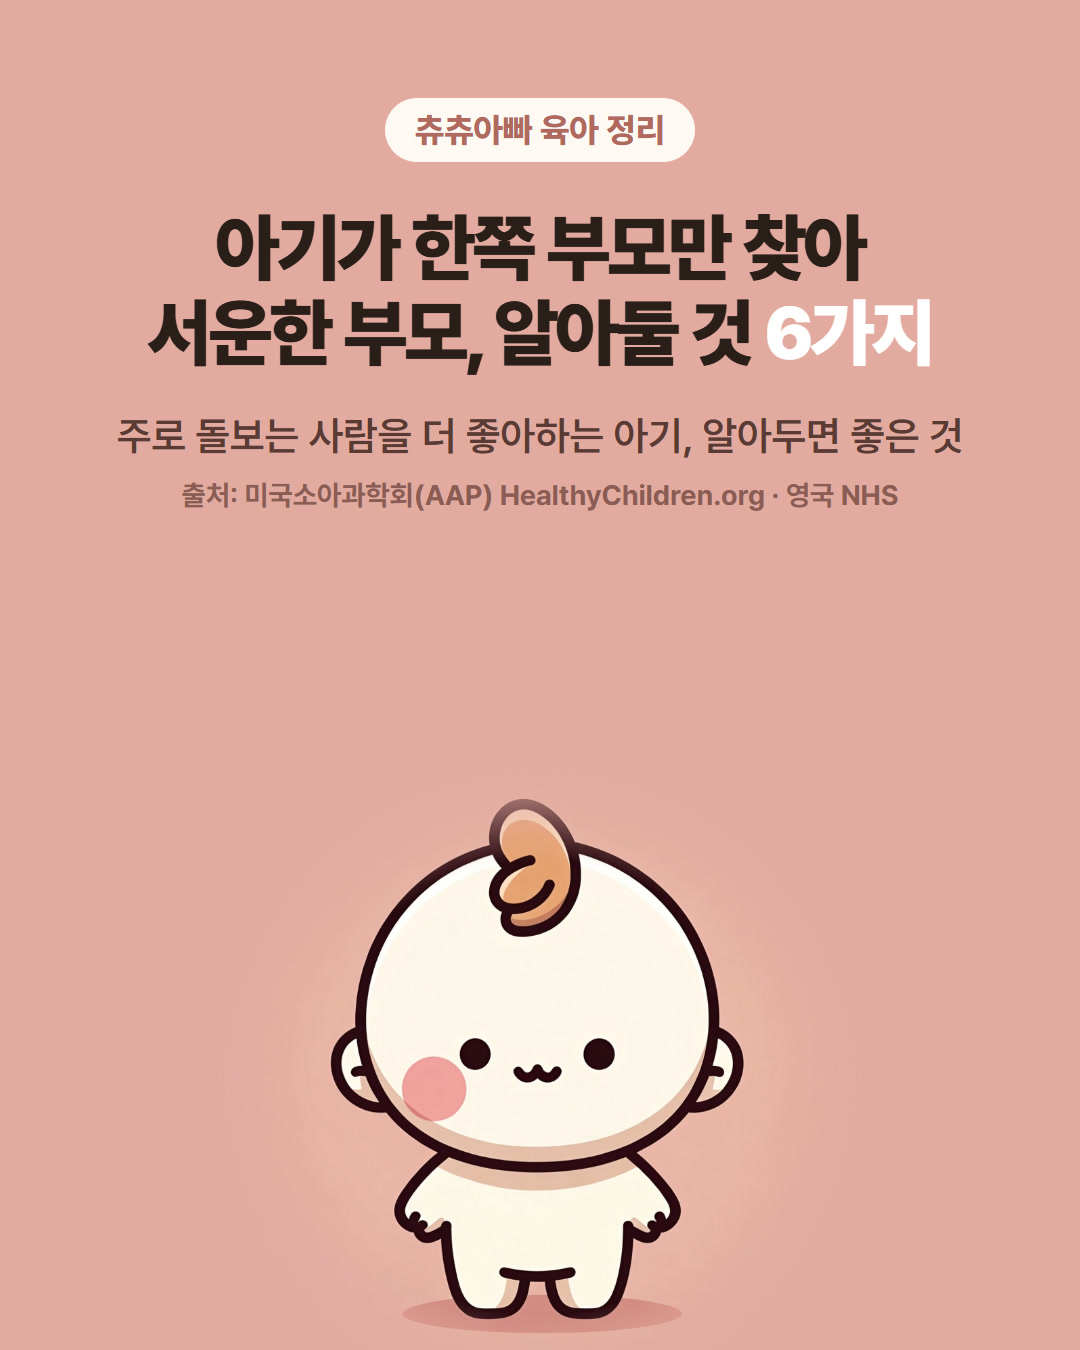 츄츄아빠 육아 정리
아기가 한쪽 부모만 찾아
서운한 부모, 알아둘 것 6가지
주로 돌보는 사람을 더 좋아하는 아기, 알아두면 좋은 것
출처: 미국소아과학회(AAP) HealthyChildren.org · 영국 NHS